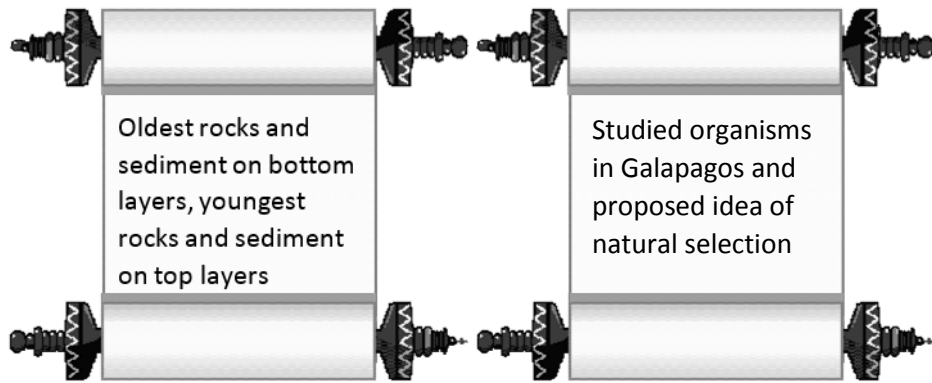 Oldest rocks and
sediment on bottom
layers, youngest
rocks and sediment
on top layers
Studied organisms
in Galapagos and
proposed idea of
natural selection